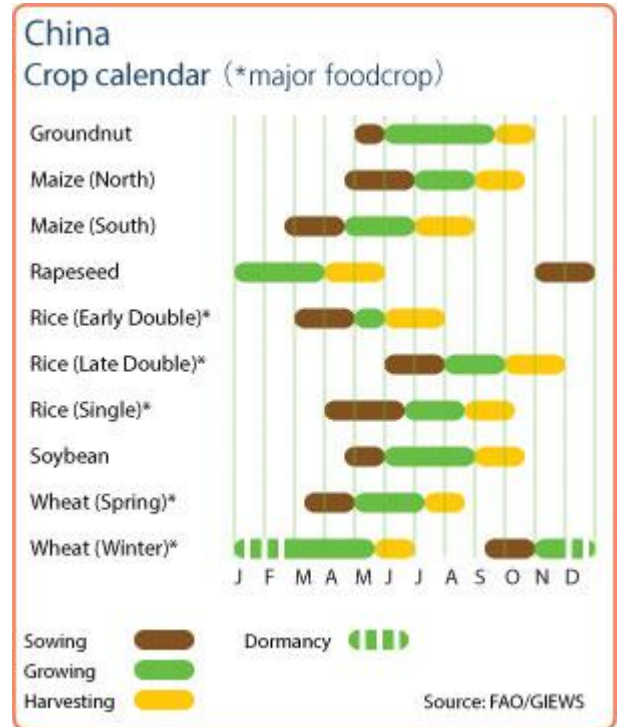 China
Crop calendar (*major foodcrop)
Groundnut
Maize (North)
Maize (South)
Rapeseed
Rice (Early Double)*
Rice (Late Double)*
Rice (Single)*
Soybean
Wheat (Spring)*
Wheat (Winter)*
J F M A M J J A S O N D
Sowing Dormancy
Growing
Harvesting Source: FAO/GIEWS